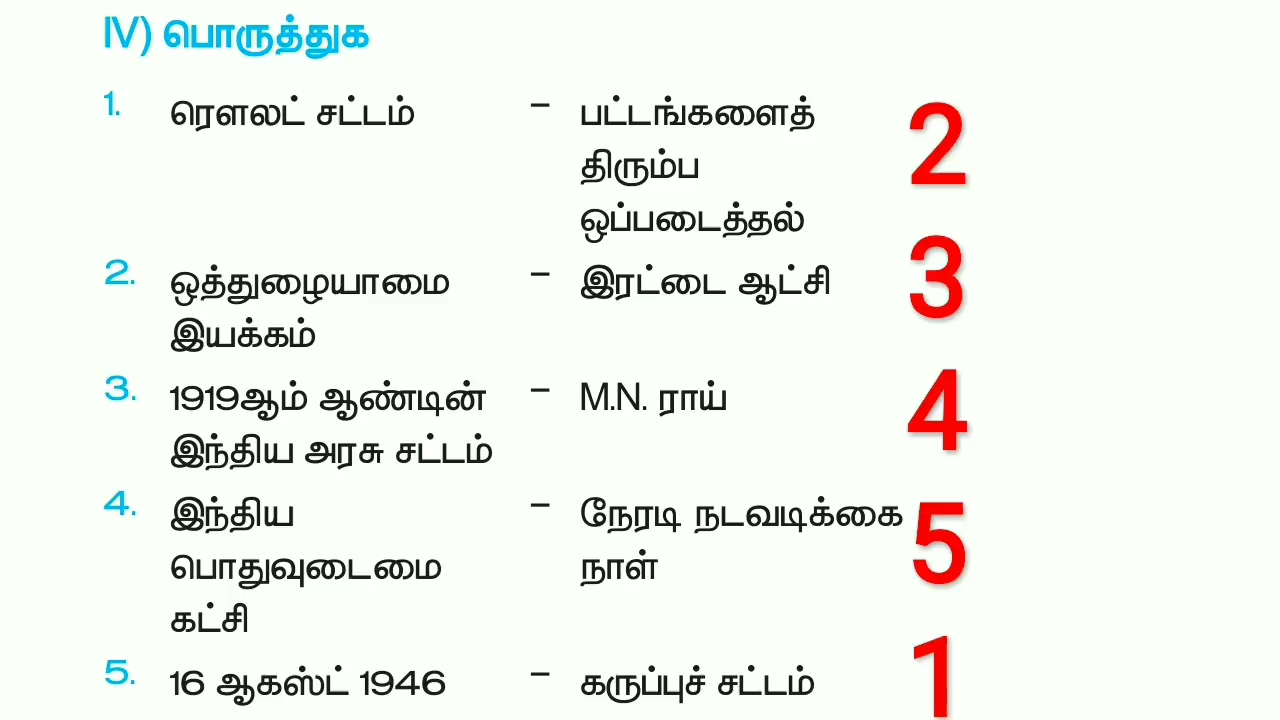 IV) பொருத்துக
1. ரௌலட் சட்டம் – பட்டங்களைத் 2
திரும்ப
ஒப்படைத்தல்
2. ஒத்துழையாமை – இரட்டை ஆட்சி 3
இயக்கம்
3. 1919ஆம் ஆண்டின் – M.N. ராய் 4
இந்திய அரசு சட்டம்
4. இந்திய – நேரடி நடவடிக்கை 5
பொதுவுடைமை நாள்
கட்சி
5. 16 ஆகஸ்ட் 1946 – கருப்புச் சட்டம் 1